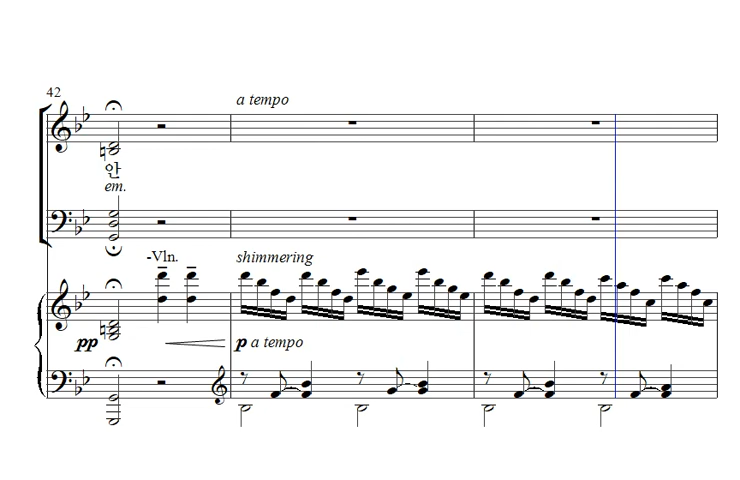 42
a tempo
안
em.
-Vln.
shimmering
pp
p a tempo